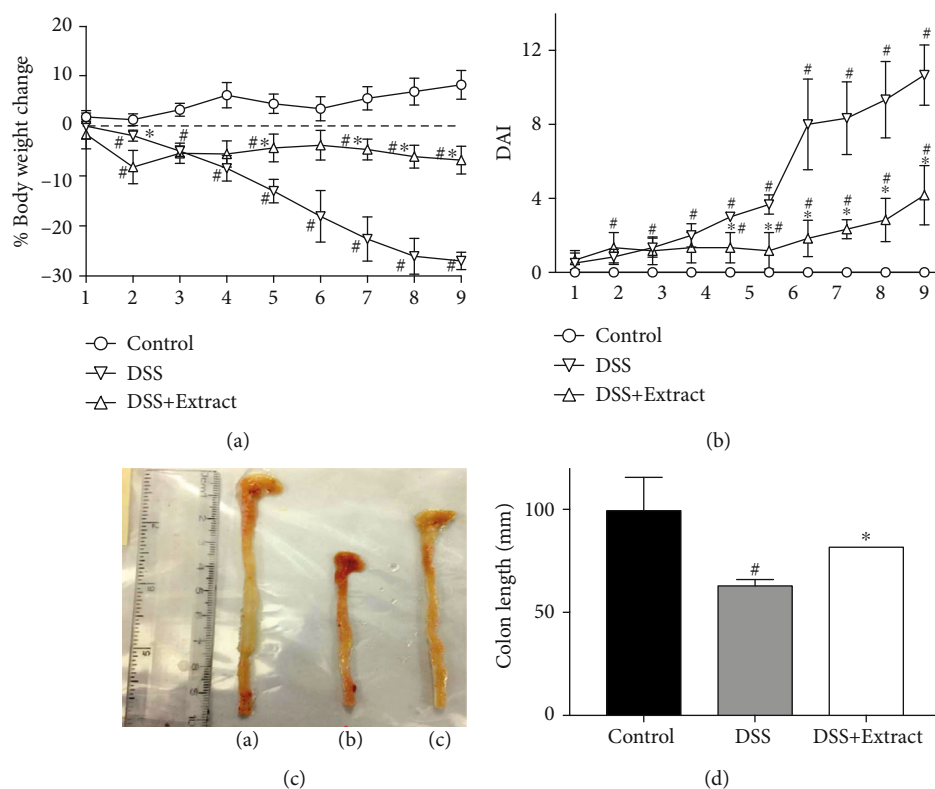 % Body weight change
20
10
0
–10
–20
–30
1 2 3 4 5 6 7 8 9
* # # # # # # # # #
#* #* #* #*
Control
DSS
DSS+Extract
(a)
DAI
12
8
4
0
1 2 3 4 5 6 7 8 9
# # # # # # # # #
*# *# #* #* #* #*
Control
DSS
DSS+Extract
(b)
(a) (b) (c)
(c)
Colon length (mm)
100
50
0
# *
Control DSS DSS+Extract
(d)